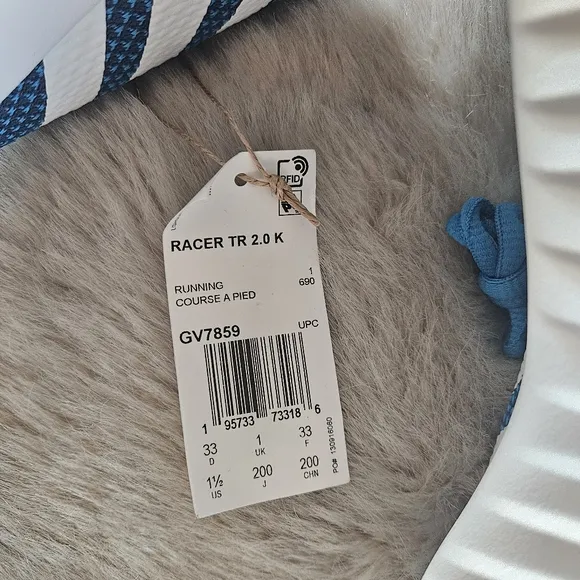 RFID
RACER TR 2.0 K
RUNNING
COURSE A PIED
1
690
GV7859
UPC
1 95733 73318 6
33 1 33
D UK F
1½ 200 200
US J CHN
PO# 130916060